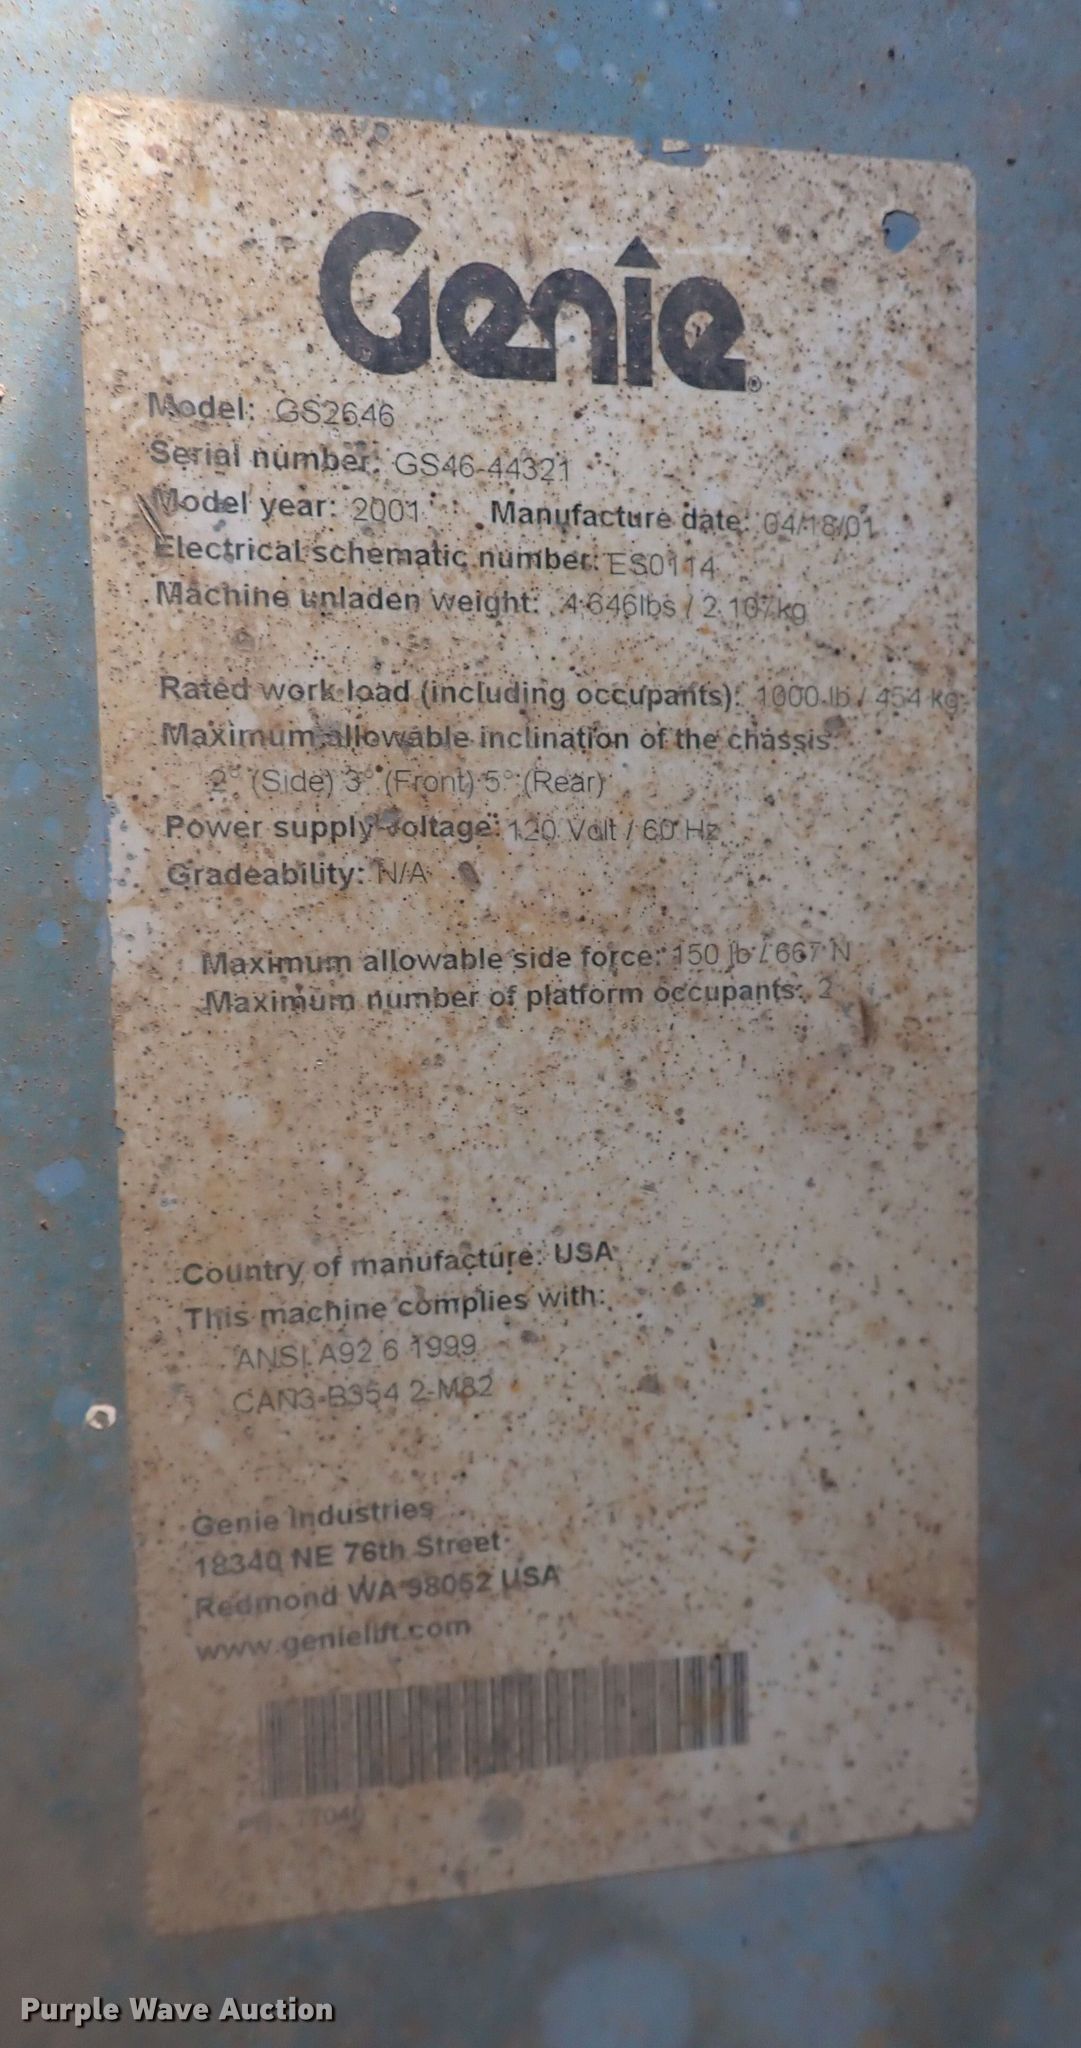 Genie®
Model: GS2646
Serial number: GS46-44321
Model year: 2001 Manufacture date: 04/18/01
Electrical schematic number: ES0114
Machine unladen weight: 4,646lbs / 2,107kg
Rated work load (including occupants): 1000 lb / 454 kg
Maximum allowable inclination of the chassis:
2° (Side) 3° (Front) 5° (Rear)
Power supply voltage: 120 Volt / 60 Hz
Gradeability: N/A
Maximum allowable side force: 150 lb / 667 N
Maximum number of platform occupants: 2
Country of manufacture: USA
This machine complies with:
ANSI A92.6 1999
CAN3-B354.2-M82
Genie Industries
18340 NE 76th Street
Redmond WA 98052 USA
www.genielift.com
Purple Wave Auction